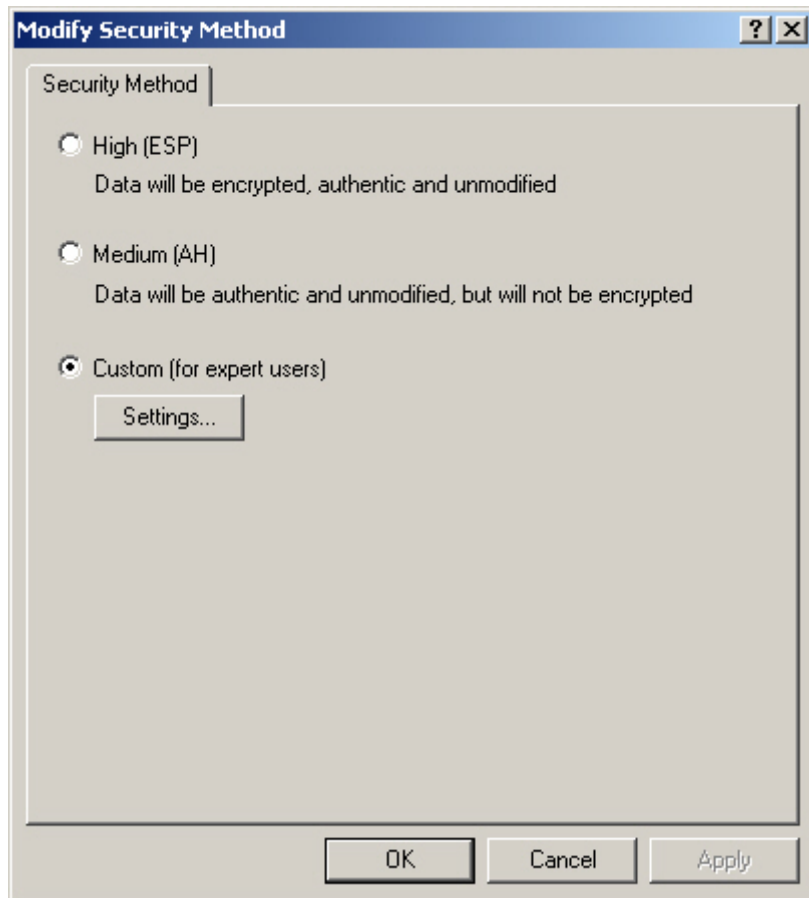 Modify Security Method
Security Method
High (ESP)
Data will be encrypted, authentic and unmodified
Medium (AH)
Data will be authentic and unmodified, but will not be encrypted
Custom (for expert users)
Settings...
OK Cancel Apply